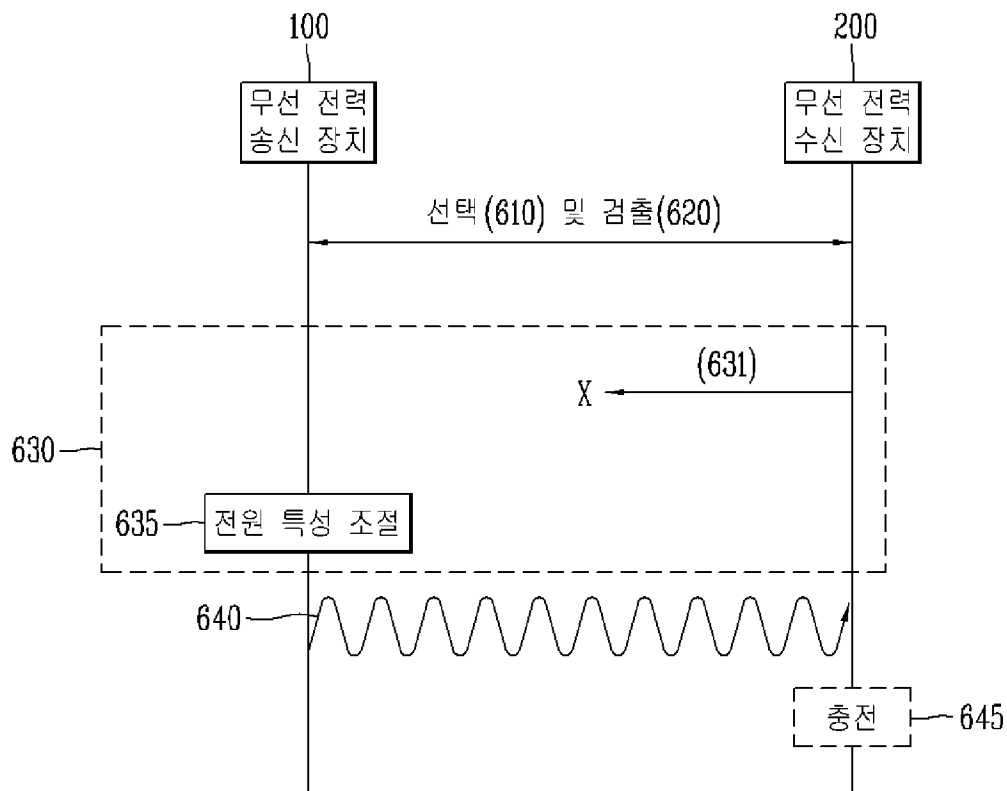 100
200
무선 전력
송신 장치
무선 전력
수신 장치
선택(610) 및 검출(620)
(631)
X
630
635
전원 특성 조절
640
충전
645